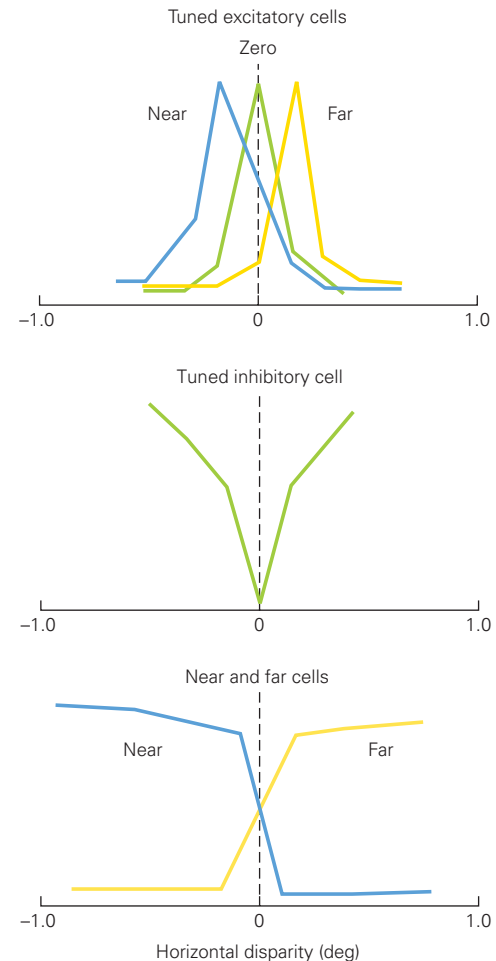 Tuned excitatory cells
Zero
Near Far
–1.0 0 1.0
Tuned inhibitory cell
–1.0 0 1.0
Near and far cells
Near Far
–1.0 0 1.0
Horizontal disparity (deg)